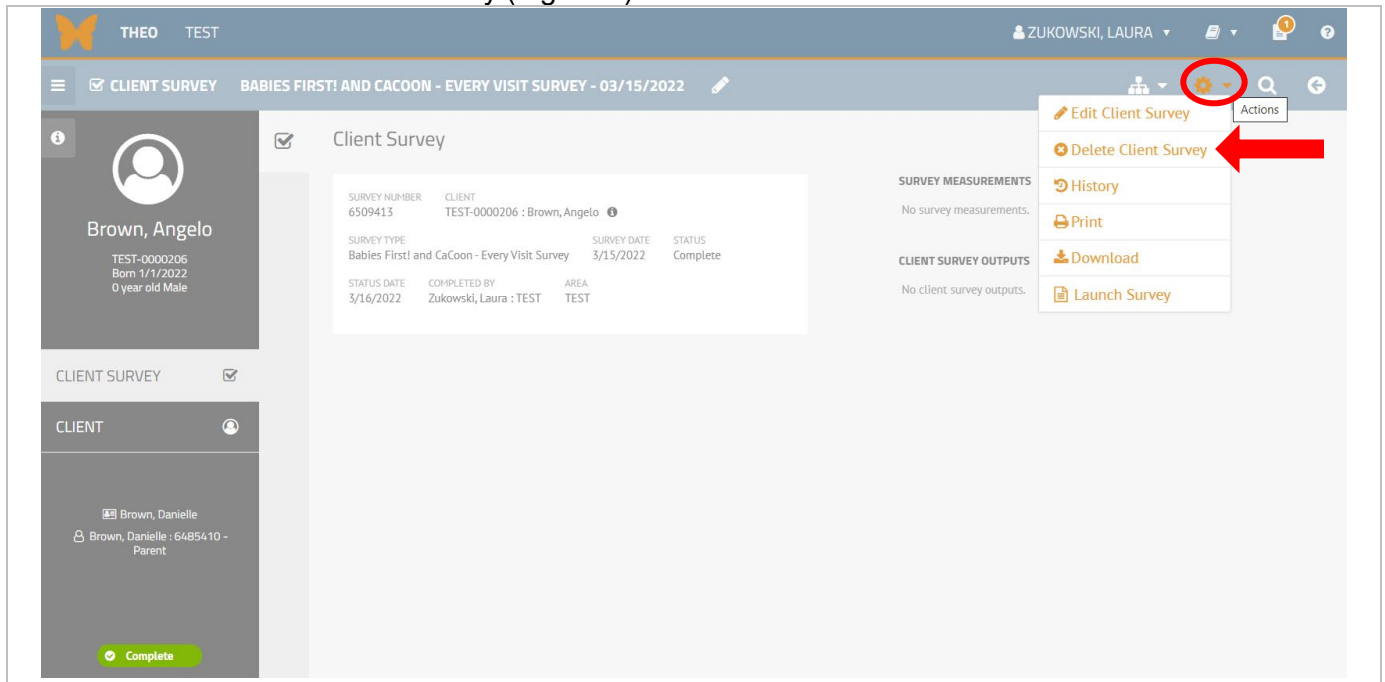 THEO TEST ZUKOWSKI, LAURA 1
CLIENT SURVEY BABIES FIRST! AND CACOON - EVERY VISIT SURVEY - 03/15/2022
Actions
Edit Client Survey
Delete Client Survey
History
Print
Download
Launch Survey
Brown, Angelo
TEST-0000206
Born 1/1/2022
0 year old Male
CLIENT SURVEY
CLIENT
Brown, Danielle
Brown, Danielle : 6485410 -
Parent
Complete
Client Survey
SURVEY NUMBER CLIENT
6509413 TEST-0000206 : Brown, Angelo
SURVEY TYPE SURVEY DATE STATUS
Babies First! and CaCoon - Every Visit Survey 3/15/2022 Complete
STATUS DATE COMPLETED BY AREA
3/16/2022 Zukowski, Laura : TEST TEST
SURVEY MEASUREMENTS
No survey measurements.
CLIENT SURVEY OUTPUTS
No client survey outputs.